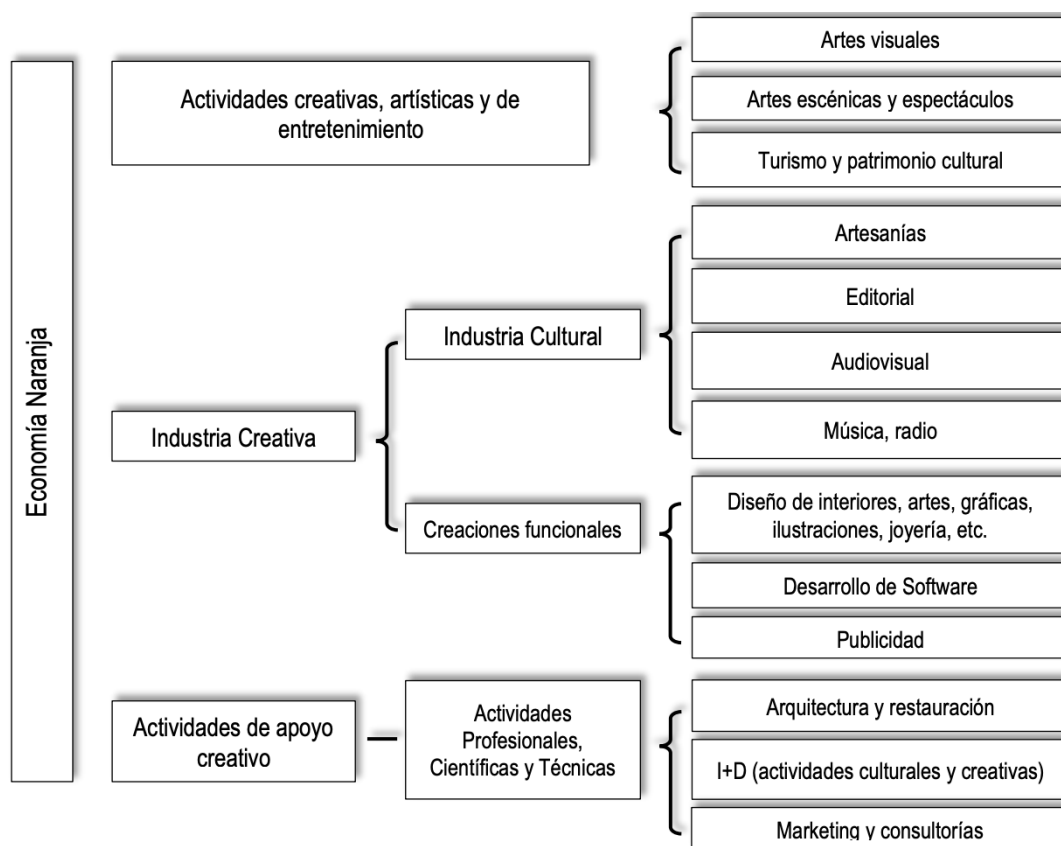 Economía Naranja
Actividades creativas, artísticas y de
entretenimiento
Artes visuales
Artes escénicas y espectáculos
Turismo y patrimonio cultural
Industria Creativa
Industria Cultural
Artesanías
Editorial
Audiovisual
Música, radio
Creaciones funcionales
Diseño de interiores, artes, gráficas,
ilustraciones, joyería, etc.
Desarrollo de Software
Publicidad
Actividades de apoyo
creativo
Actividades
Profesionales,
Científicas y Técnicas
Arquitectura y restauración
I+D (actividades culturales y creativas)
Marketing y consultorías